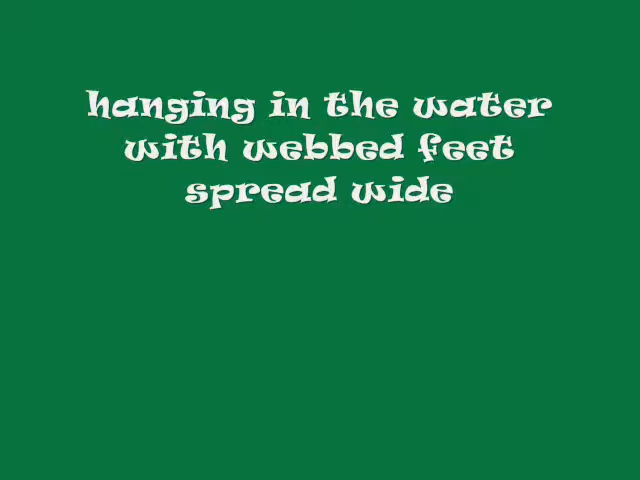 hanging in the water
with webbed feet
spread wide